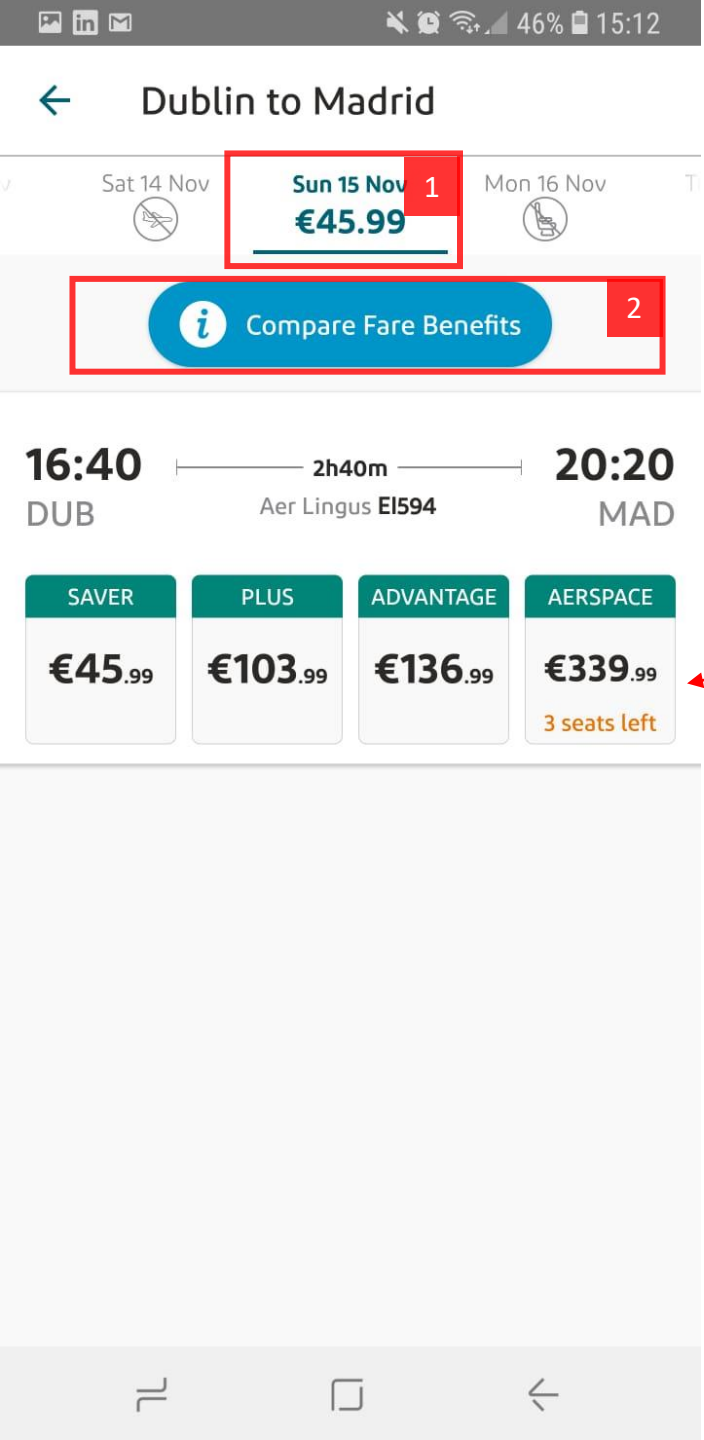 46% 15:12
Dublin to Madrid
Sat 14 Nov
Sun 15 Nov
€45.99
1
Mon 16 Nov
T
i Compare Fare Benefits
2
16:40 2h40m 20:20
DUB Aer Lingus EI594 MAD
SAVER PLUS ADVANTAGE AERSPACE
€45.99 €103.99 €136.99 €339.99
3 seats left